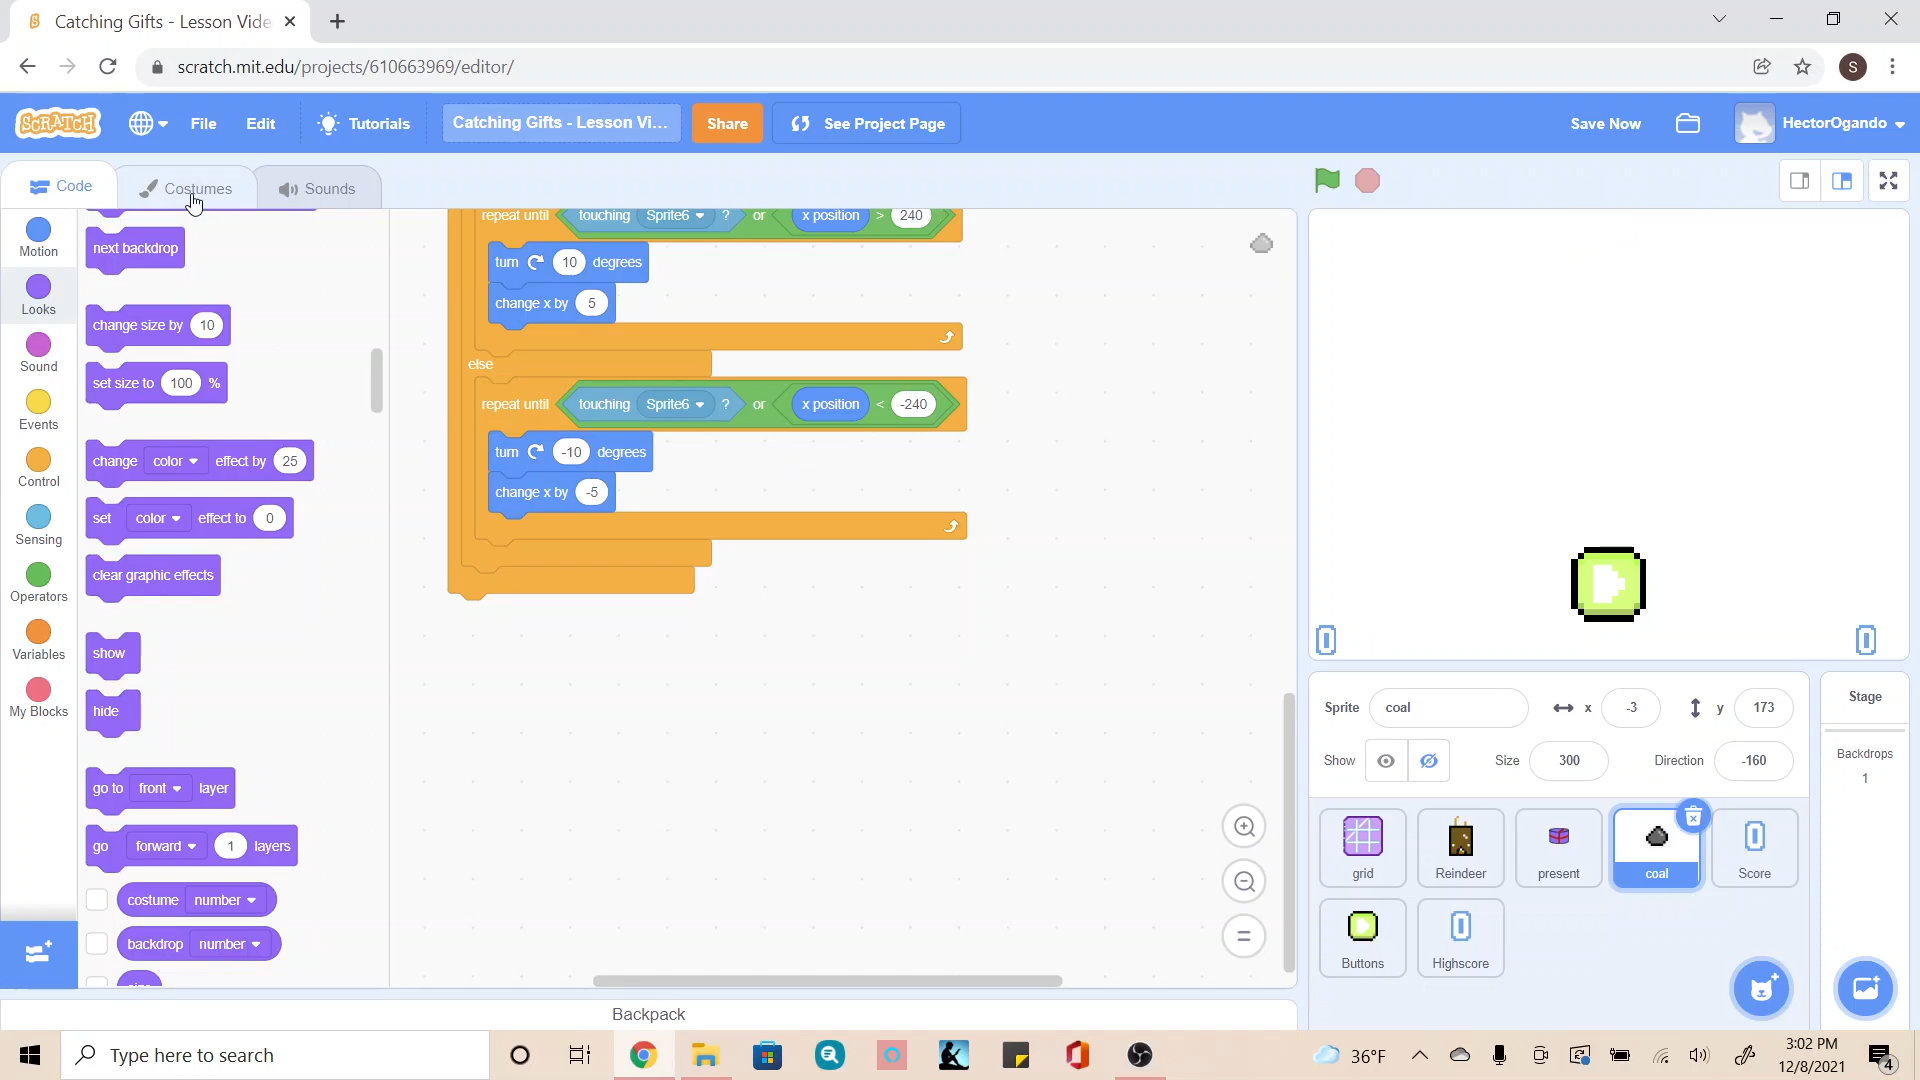 Catching Gifts - Lesson Vide
scratch.mit.edu/projects/610663969/editor/
S
SCRATCH
File
Edit
Tutorials
Catching Gifts - Lesson Vi...
Share
See Project Page
Save Now
HectorOgando
Code
Costumes
Sounds
Motion
Looks
Sound
Events
Control
Sensing
Operators
Variables
My Blocks
next backdrop
change size by 10
set size to 100 %
change color effect by 25
set color effect to 0
clear graphic effects
show
hide
go to front layer
go forward 1 layers
costume number
backdrop number
repeat until touching Sprite6 ? or x position > 240
turn 10 degrees
change x by 5
else
repeat until touching Sprite6 ? or x position < -240
turn -10 degrees
change x by -5
Sprite coal x -3 y 173
Show Size 300 Direction -160
grid
Reindeer
present
coal
Score
Buttons
Highscore
Stage
Backdrops
1
Backpack
Type here to search
36°F
3:02 PM
12/8/2021
4